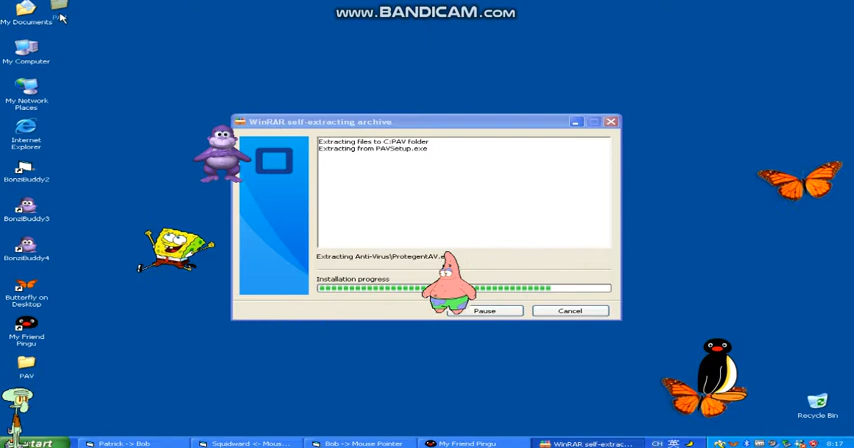 www.BANDICAM.com
My Documents
My Computer
My Network
Places
Internet
Explorer
BonziBuddy2
BonziBuddy3
BonziBuddy4
Butterfly on
Desktop
My Friend
Pingu
PAV
WinRAR self-extracting archive
Extracting files to C:PAV folder
Extracting from PAVSetup.exe
Extracting Anti-Virus\ProtegentAV.e
Installation progress
Pause
Cancel
Recycle Bin
start
Patrick -> Bob
Squidward <- Mous...
Bob -> Mouse Pointer
My Friend Pingu
WinRAR self-extrac...
CH
英
8:17